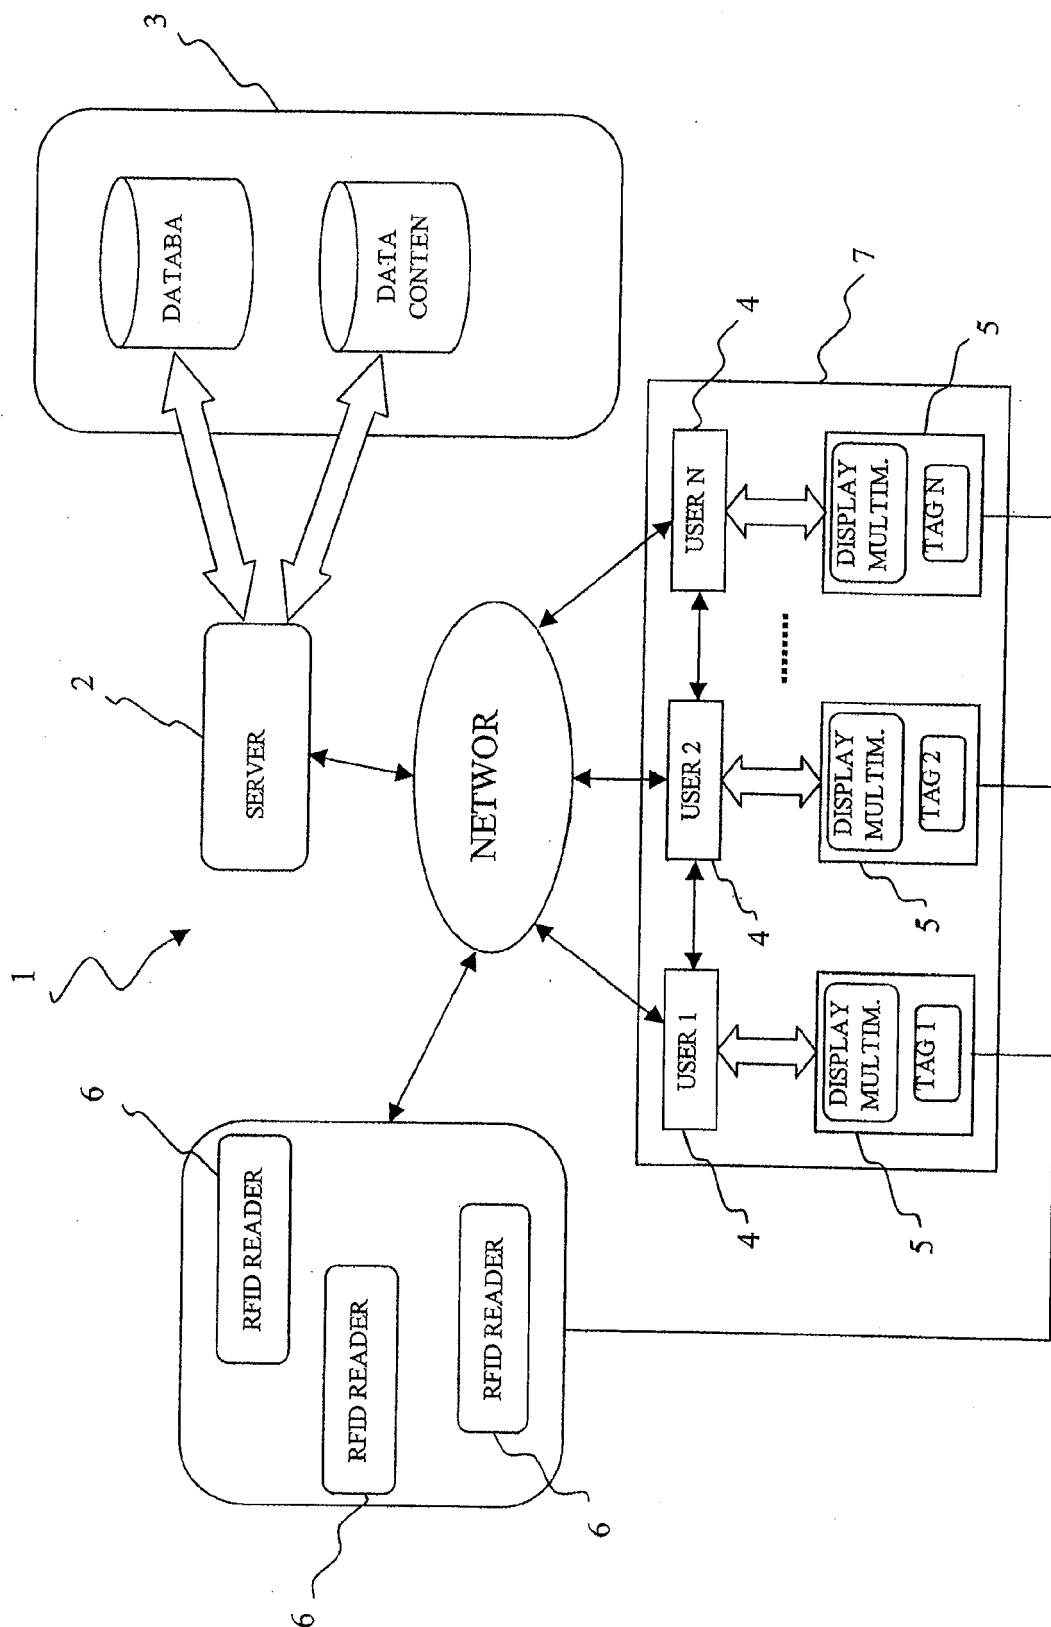 1
2
3
SERVER
DATABA
DATA
CONTEN
NETWOR
6
RFID READER
6
RFID READER
6
RFID READER
4
USER 1
4
USER 2
4
USER N
7
5
DISPLAY
MULTIM.
TAG 1
5
DISPLAY
MULTIM.
TAG 2
5
DISPLAY
MULTIM.
TAG N